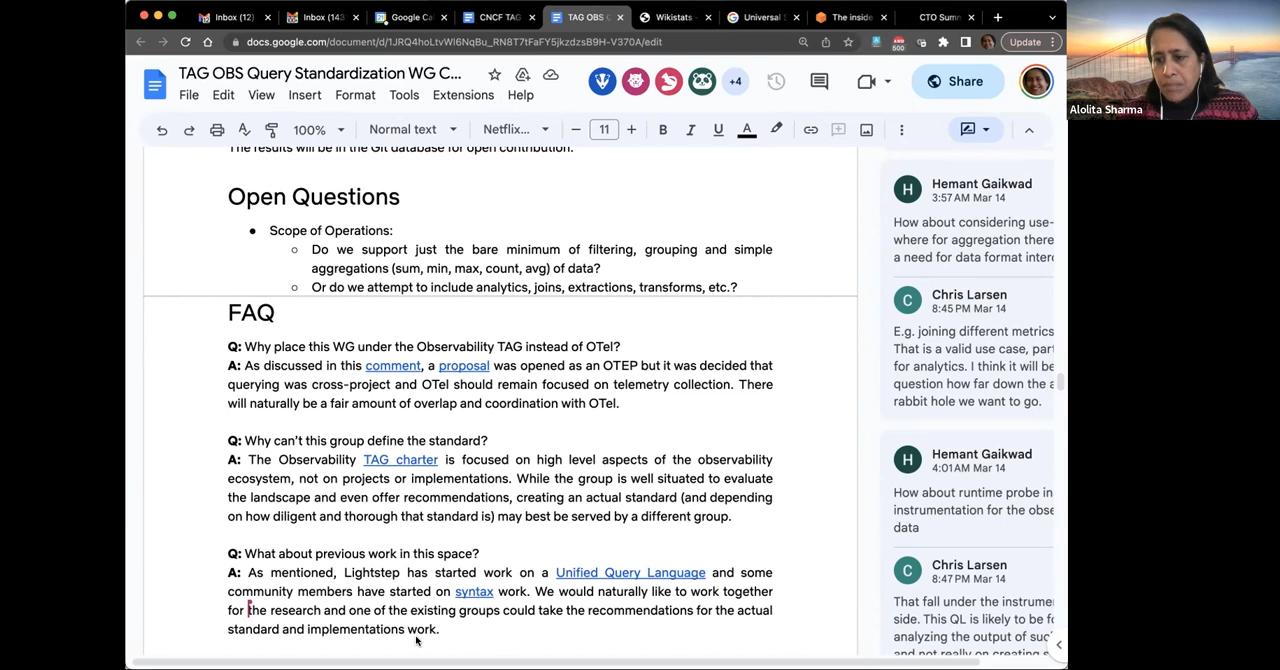 Inbox (12)
Inbox (143
Google Ca
CNCF TAG
TAG OBS C
Wikistats -
Universal S
The inside
CTO Sum
docs.google.com/document/d/1JRQ4hoLtvWl6NqBu_RN8T7tFaFY5jkzdzsB9H-V370A/edit
500
Update
Alolita Sharma
TAG OBS Query Standardization WG C...
+4
Share
File Edit View Insert Format Tools Extensions Help
100%
Normal text
Netflix...
11
B I U A
The results will be in the Git database for open contribution.
Open Questions
Scope of Operations:
Do we support just the bare minimum of filtering, grouping and simple
aggregations (sum, min, max, count, avg) of data?
Or do we attempt to include analytics, joins, extractions, transforms, etc.?
FAQ
Q: Why place this WG under the Observability TAG instead of OTel?
A: As discussed in this comment, a proposal was opened as an OTEP but it was decided that
querying was cross-project and OTel should remain focused on telemetry collection. There
will naturally be a fair amount of overlap and coordination with OTel.
Q: Why can't this group define the standard?
A: The Observability TAG charter is focused on high level aspects of the observability
ecosystem, not on projects or implementations. While the group is well situated to evaluate
the landscape and even offer recommendations, creating an actual standard (and depending
on how diligent and thorough that standard is) may best be served by a different group.
Q: What about previous work in this space?
A: As mentioned, Lightstep has started work on a Unified Query Language and some
community members have started on syntax work. We would naturally like to work together
for the research and one of the existing groups could take the recommendations for the actual
standard and implementations work.
H
Hemant Gaikwad
3:57 AM Mar 14
How about considering use-
where for aggregation there
a need for data format inter
C
Chris Larsen
8:45 PM Mar 14
E.g. joining different metrics
That is a valid use case, part
for analytics. I think it will be
question how far down the a
rabbit hole we want to go.
H
Hemant Gaikwad
4:01 AM Mar 14
How about runtime probe in
instrumentation for the obse
data
C
Chris Larsen
8:47 PM Mar 14
That fall under the instrume
side. This QL is likely to be fo
analyzing the output of suc
and not really on creating s